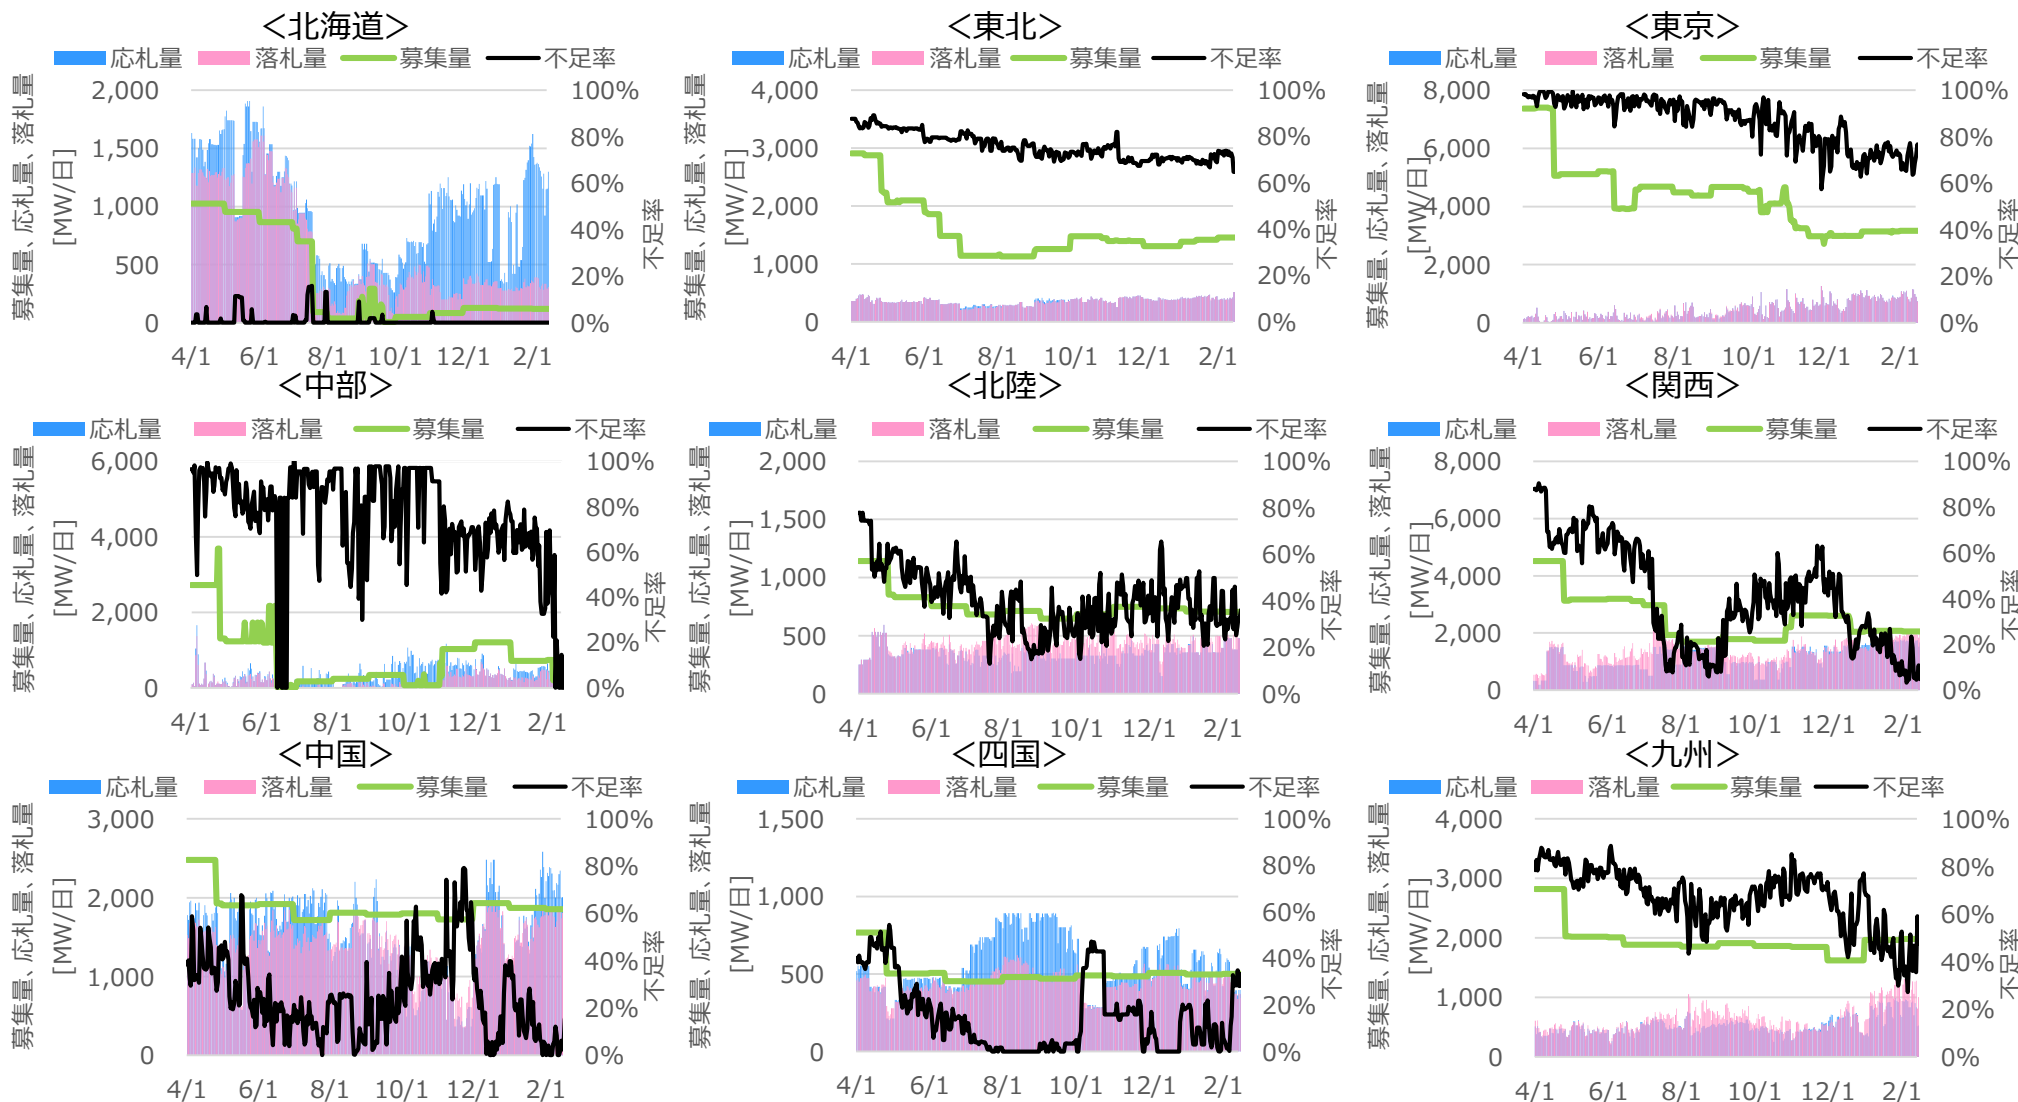 ＜北海道＞
応札量 落札量 募集量 不足率
募集量、応札量、落札量
[MW/日]
2,000
1,500
1,000
500
0
100%
80%
60%
40%
20%
0%
不足率
4/1 6/1 8/1 10/1 12/1 2/1
＜東北＞
応札量 落札量 募集量 不足率
募集量、応札量、落札量
[MW/日]
4,000
3,000
2,000
1,000
0
100%
80%
60%
40%
20%
0%
不足率
4/1 6/1 8/1 10/1 12/1 2/1
＜東京＞
応札量 落札量 募集量 不足率
募集量、応札量、落札量
[MW/日]
8,000
6,000
4,000
2,000
0
100%
80%
60%
40%
20%
0%
不足率
4/1 6/1 8/1 10/1 12/1 2/1
＜中部＞
応札量 落札量 募集量 不足率
募集量、応札量、落札量
[MW/日]
6,000
4,000
2,000
0
100%
80%
60%
40%
20%
0%
不足率
4/1 6/1 8/1 10/1 12/1 2/1
＜北陸＞
応札量 落札量 募集量 不足率
募集量、応札量、落札量
[MW/日]
2,000
1,500
1,000
500
0
100%
80%
60%
40%
20%
0%
不足率
4/1 6/1 8/1 10/1 12/1 2/1
＜関西＞
応札量 落札量 募集量 不足率
募集量、応札量、落札量
[MW/日]
8,000
6,000
4,000
2,000
0
100%
80%
60%
40%
20%
0%
不足率
4/1 6/1 8/1 10/1 12/1 2/1
＜中国＞
応札量 落札量 募集量 不足率
募集量、応札量、落札量
[MW/日]
3,000
2,000
1,000
0
100%
80%
60%
40%
20%
0%
不足率
4/1 6/1 8/1 10/1 12/1 2/1
＜四国＞
応札量 落札量 募集量 不足率
募集量、応札量、落札量
[MW/日]
1,500
1,000
500
0
100%
80%
60%
40%
20%
0%
不足率
4/1 6/1 8/1 10/1 12/1 2/1
＜九州＞
応札量 落札量 募集量 不足率
募集量、応札量、落札量
[MW/日]
4,000
3,000
2,000
1,000
0
100%
80%
60%
40%
20%
0%
不足率
4/1 6/1 8/1 10/1 12/1 2/1